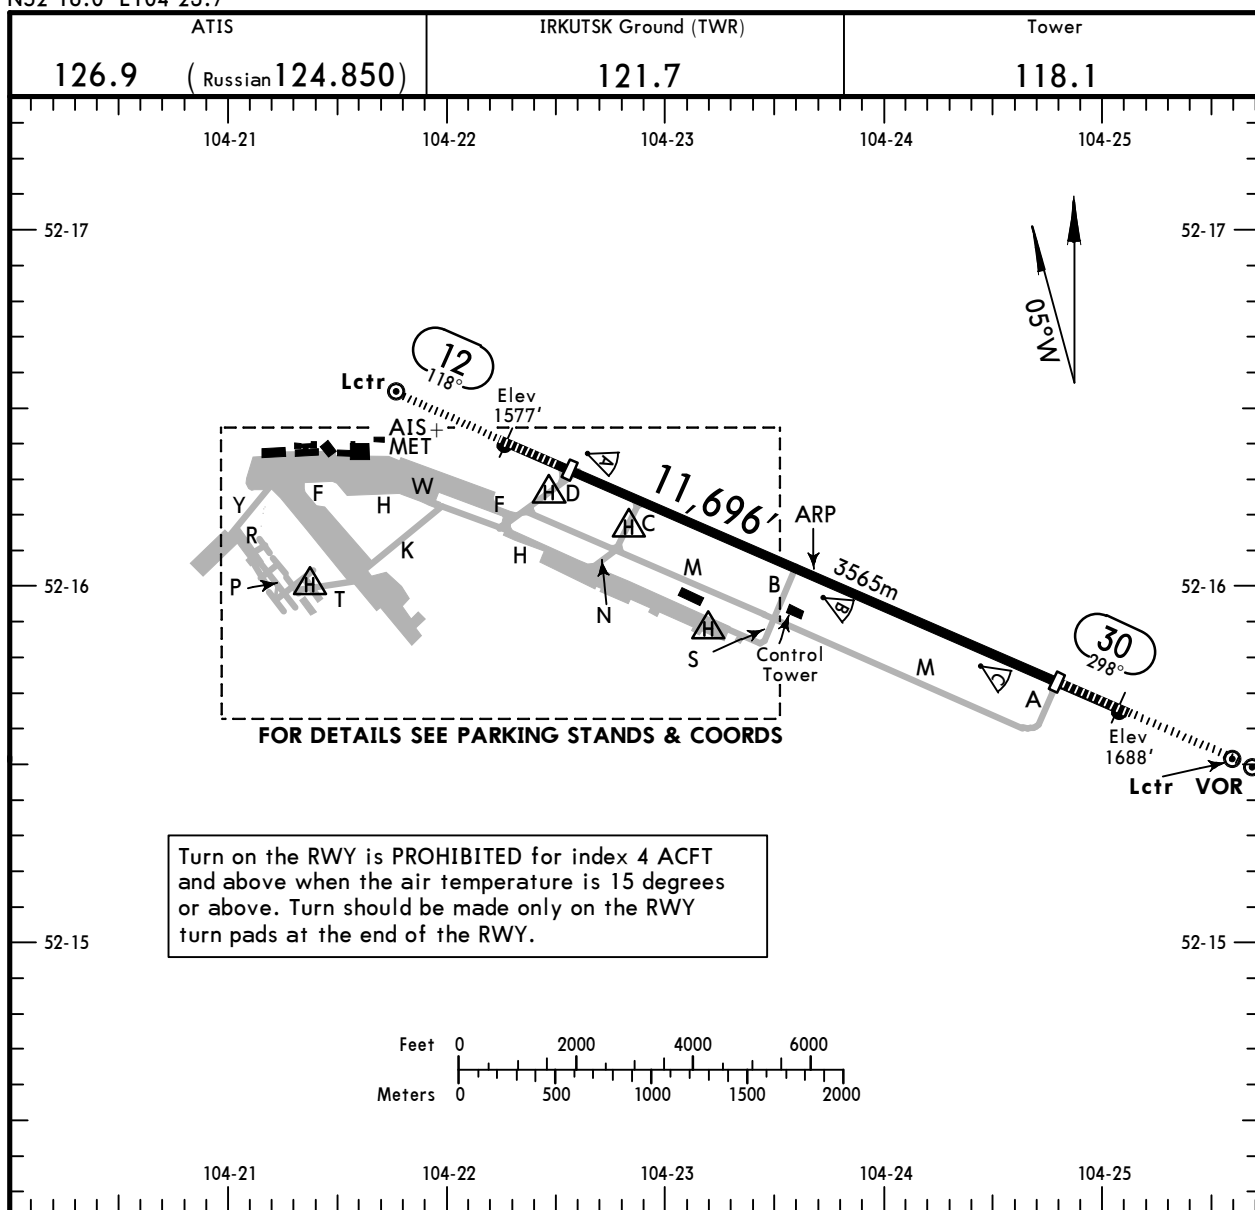 ATIS
IRKUTSK Ground (TWR)
Tower
126.9 (Russian 124.850)
121.7
118.1
104-21 104-22 104-23 104-24 104-25
52-17 52-17
05°W
12
118°
Lctr
Elev
1577'
AIS+
MET
A
11,696'
ARP
3565m
Y F H W F H D
H C
R K H M B
B
P H T N
H
S
Control
Tower
M
C
A
30
298°
52-16 52-16
Elev
1688'
Lctr VOR
FOR DETAILS SEE PARKING STANDS & COORDS
Turn on the RWY is PROHIBITED for index 4 ACFT
and above when the air temperature is 15 degrees
or above. Turn should be made only on the RWY
turn pads at the end of the RWY.
52-15 52-15
Feet 0 2000 4000 6000
Meters 0 500 1000 1500 2000
104-21 104-22 104-23 104-24 104-25